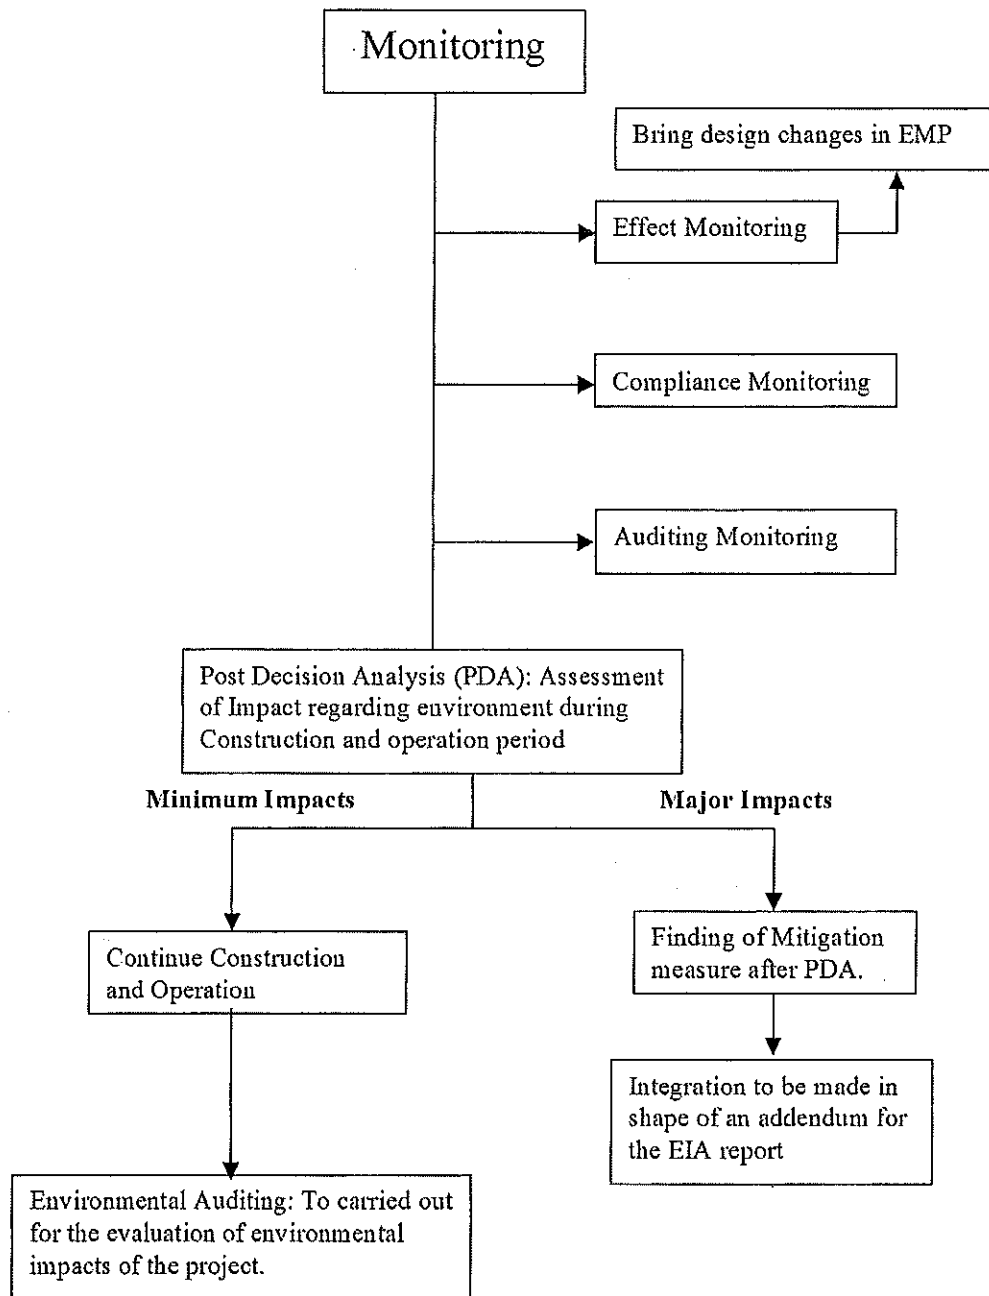 Monitoring
Bring design changes in EMP
Effect Monitoring
Compliance Monitoring
Auditing Monitoring
Post Decision Analysis (PDA): Assessment
of Impact regarding environment during
Construction and operation period
Minimum Impacts
Major Impacts
Continue Construction
and Operation
Finding of Mitigation
measure after PDA.
Integration to be made in
shape of an addendum for
the EIA report
Environmental Auditing: To carried out
for the evaluation of environmental
impacts of the project.